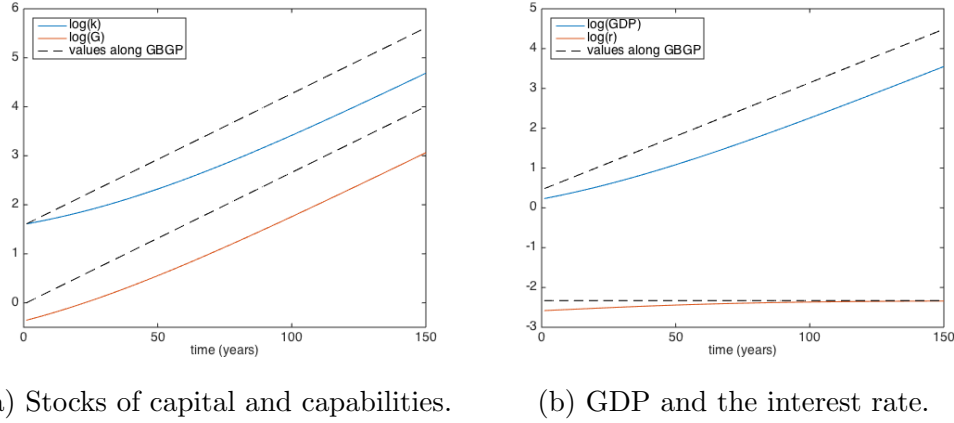 6
5
4
3
2
1
0
0
50
100
150
time (years)
log(k)
log(G)
values along GBGP
5
4
3
2
1
0
-1
-2
-3
0
50
100
150
time (years)
log(GDP)
log(r)
values along GBGP
) Stocks of capital and capabilities.
(b) GDP and the interest rate.